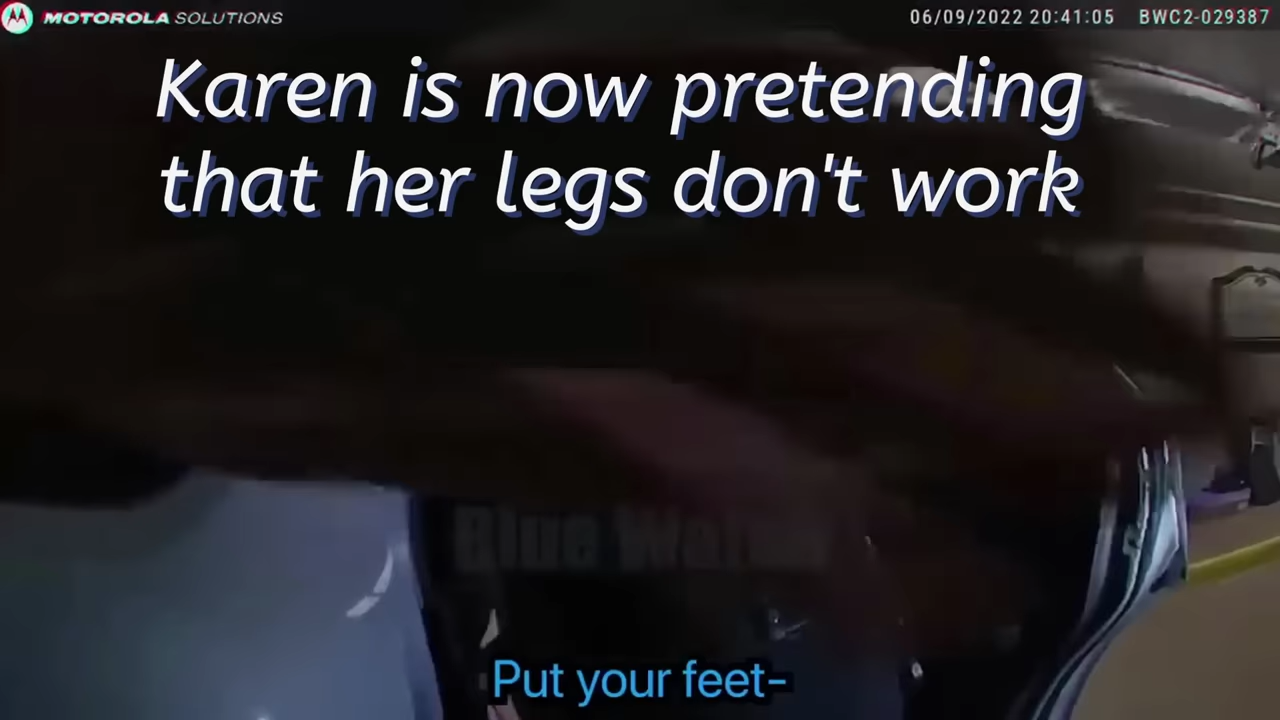 MOTOROLA SOLUTIONS 06/09/2022 20:41:05 BWC2-029387
Karen is now pretending
that her legs don't work
Blue
Put your feet-